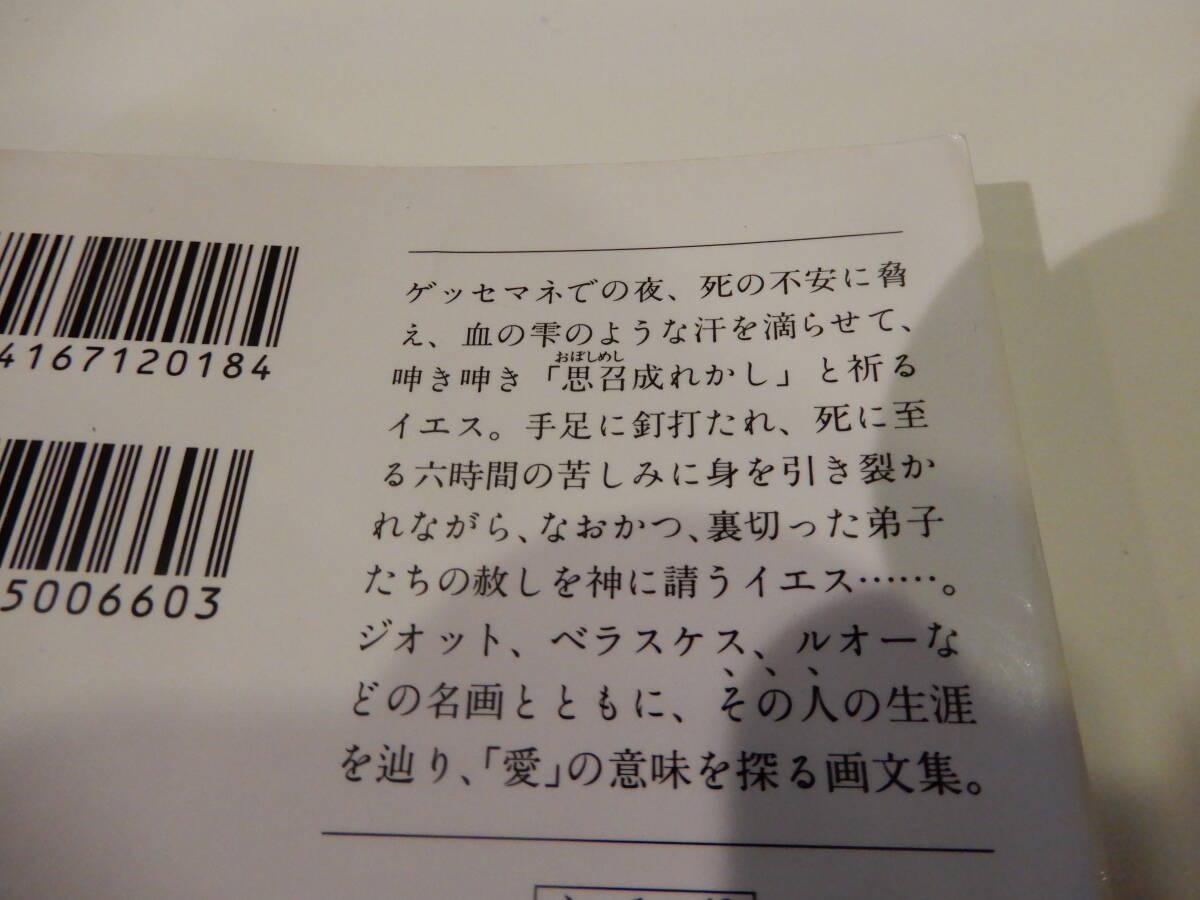 4167120184
5006603
ゲッセマネでの夜、死の不安に脅
え、血の雫のような汗を滴らせて、
呻き呻き「思召成れかし」と祈る
おぼしめし
イエス。手足に釘打たれ、死に至
る六時間の苦しみに身を引き裂か
れながら、なおかつ、裏切った弟子
たちの赦しを神に請うイエス……。
ジオット、ベラスケス、ルオーな
どの名画とともに、その人の生涯
を辿り、「愛」の意味を探る画文集。